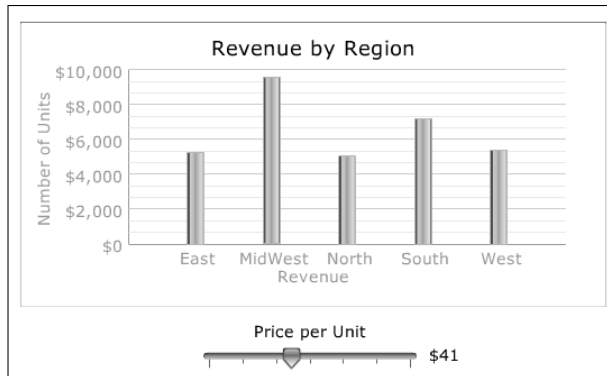 Revenue by Region
$10,000
$8,000
$6,000
$4,000
$2,000
$0
Number of Units
East MidWest North South West
Revenue
Price per Unit
$41